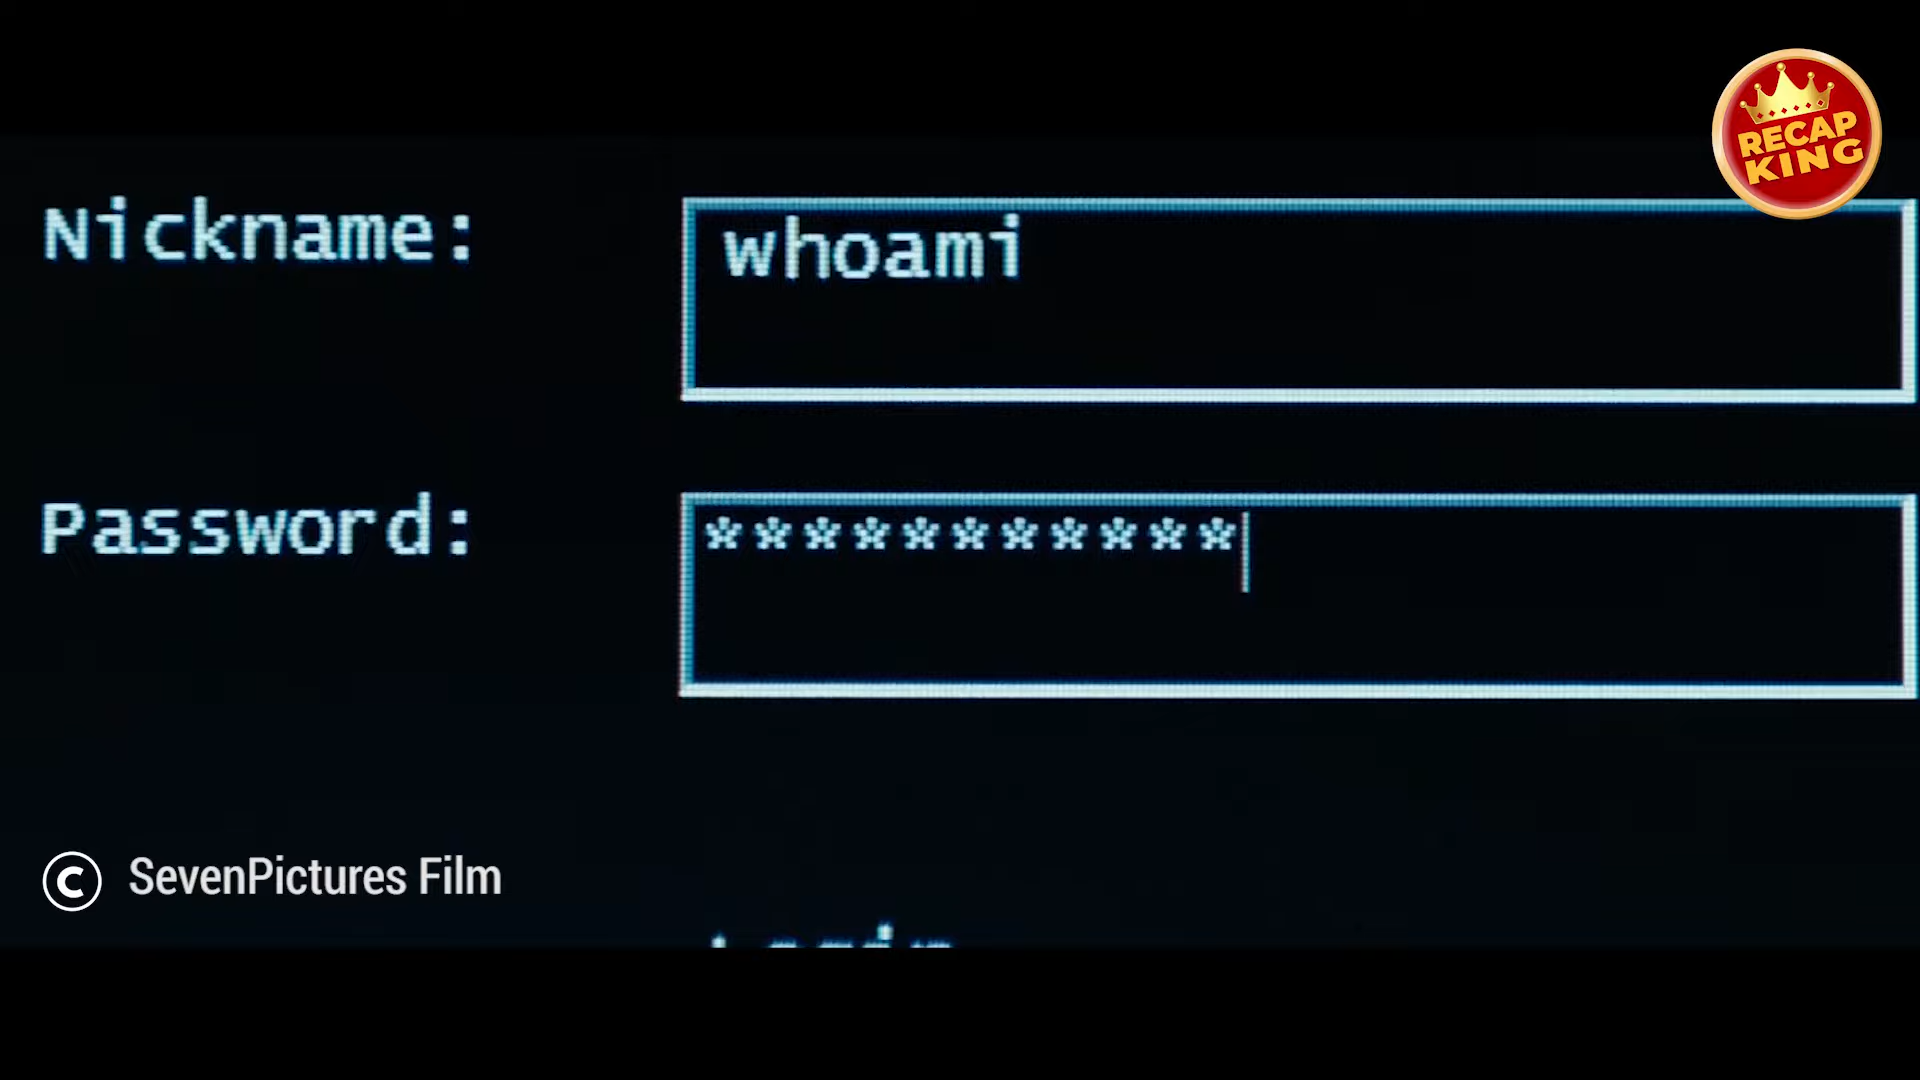 RECAP
KING
Nickname:
whoami
Password:
***********
© SevenPictures Film